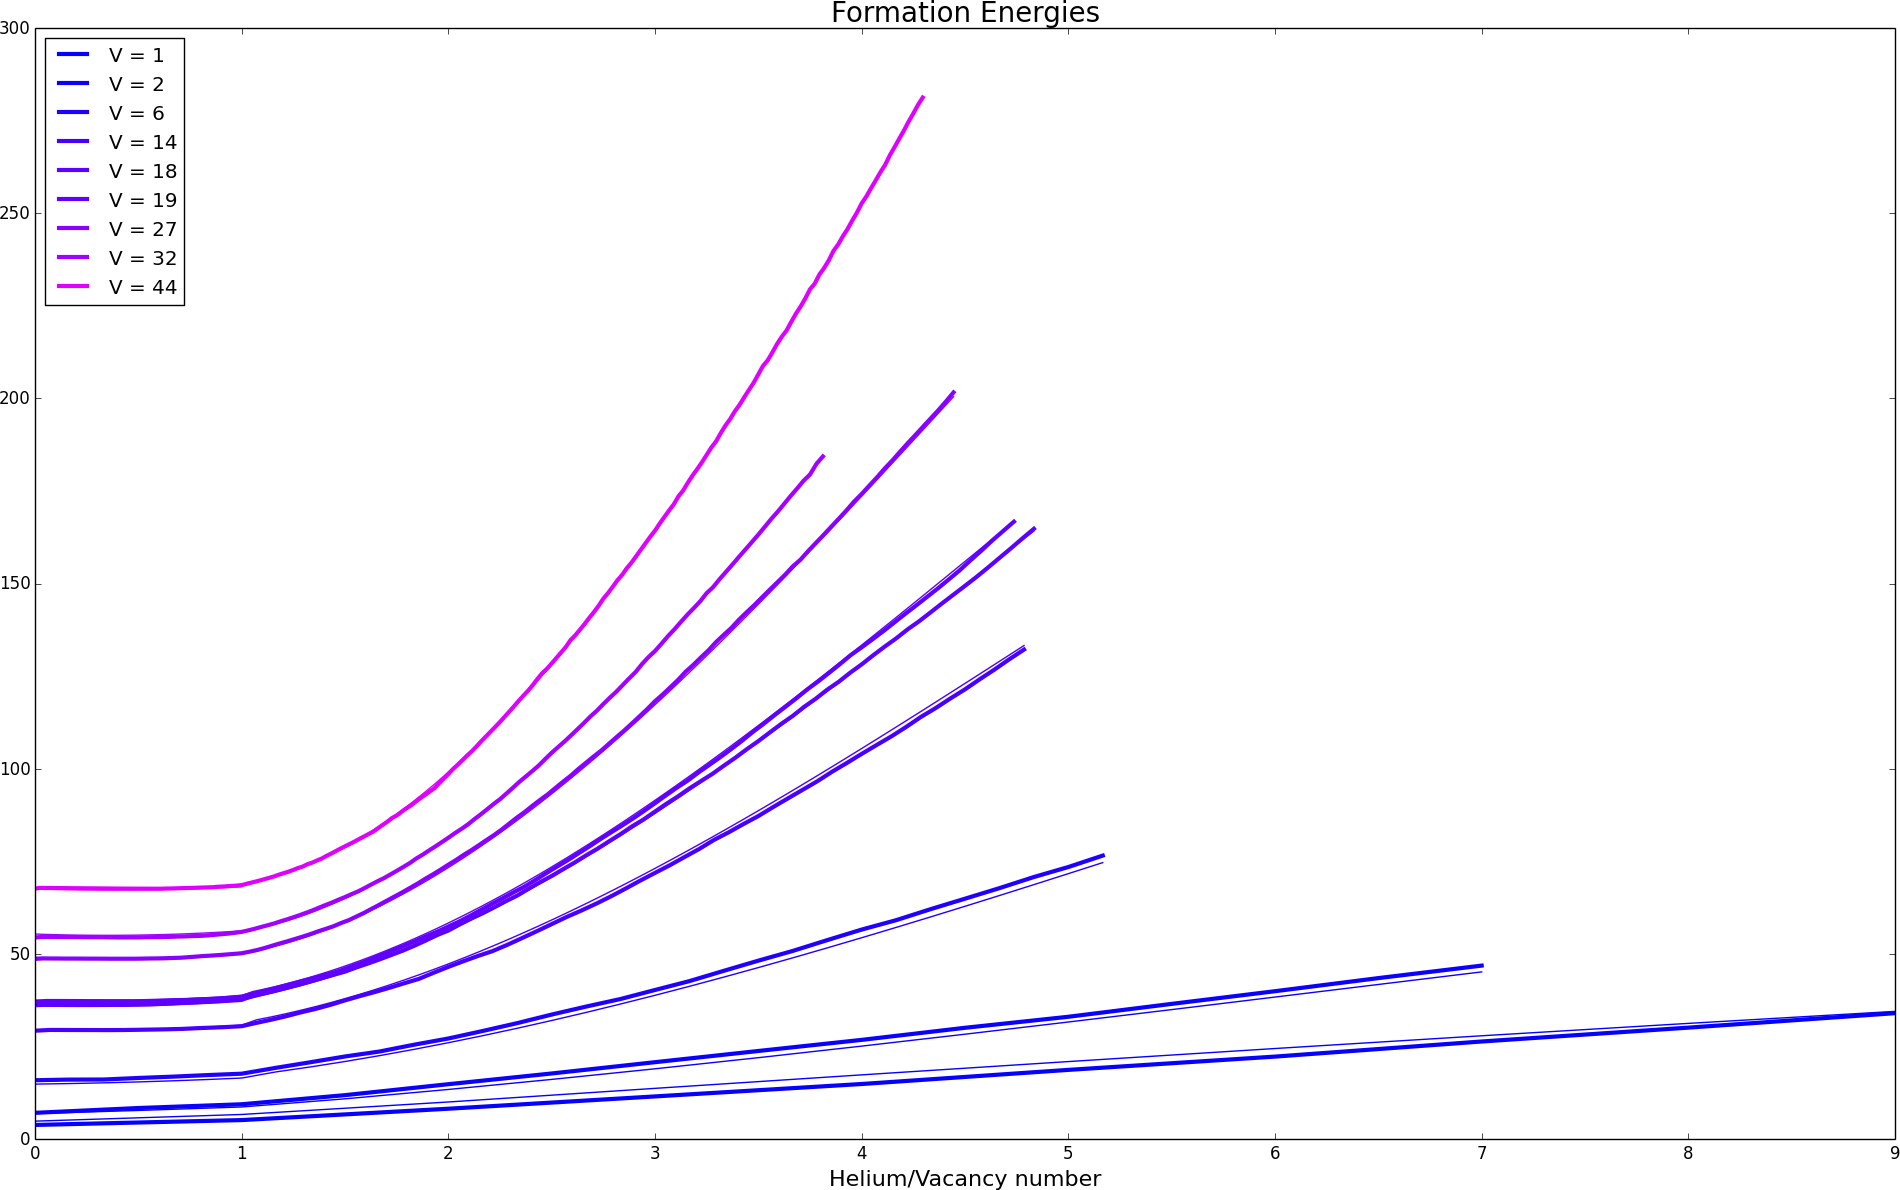 Formation Energies
300
250
200
150
100
50
0
V = 1
V = 2
V = 6
V = 14
V = 18
V = 19
V = 27
V = 32
V = 44
0 1 2 3 4 5 6 7 8 9
Helium/Vacancy number